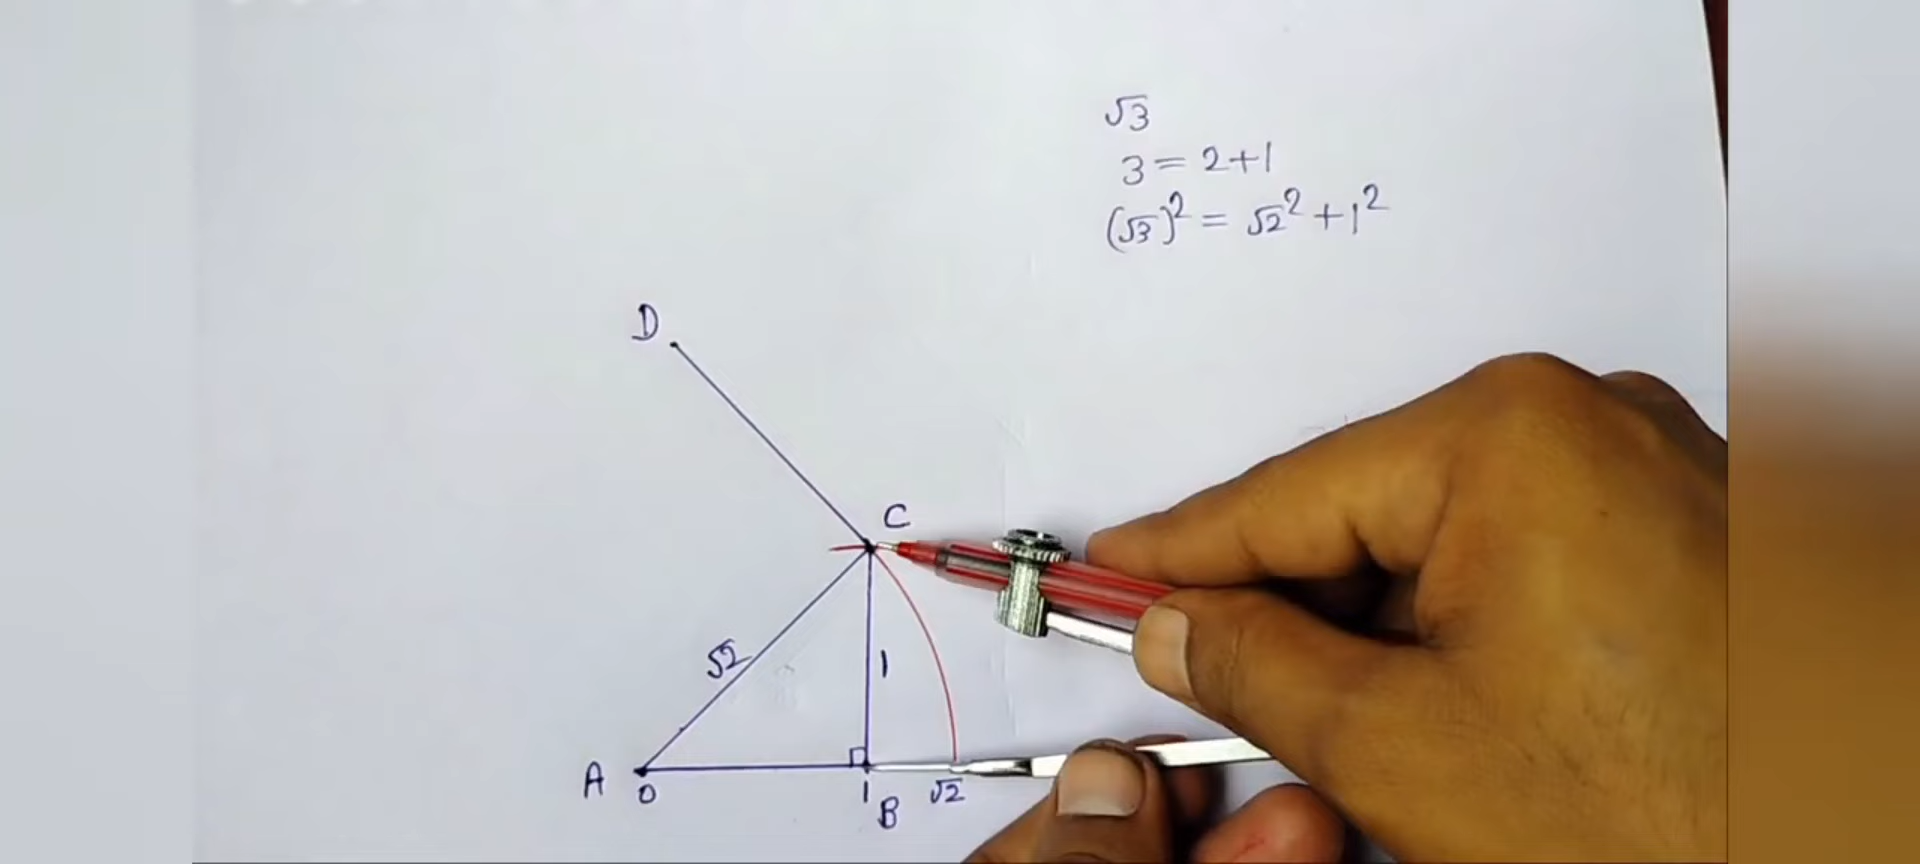 √3
3 = 2+1
(√3)² = √2² + 1²
D
C
√2
1
A
0
1
B
√2